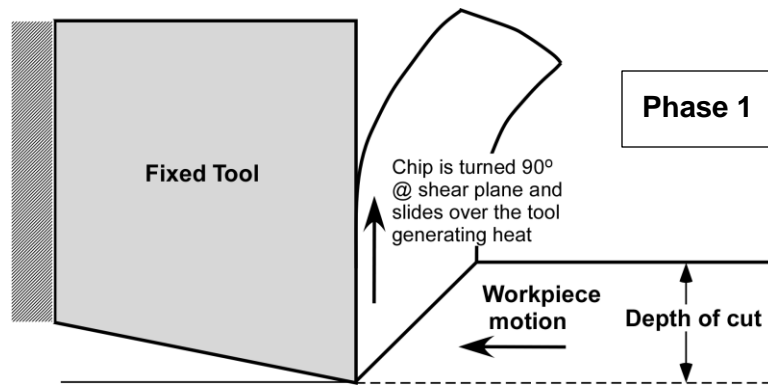 Phase 1
Fixed Tool
Chip is turned 90º
@ shear plane and
slides over the tool
generating heat
Workpiece
motion
Depth of cut